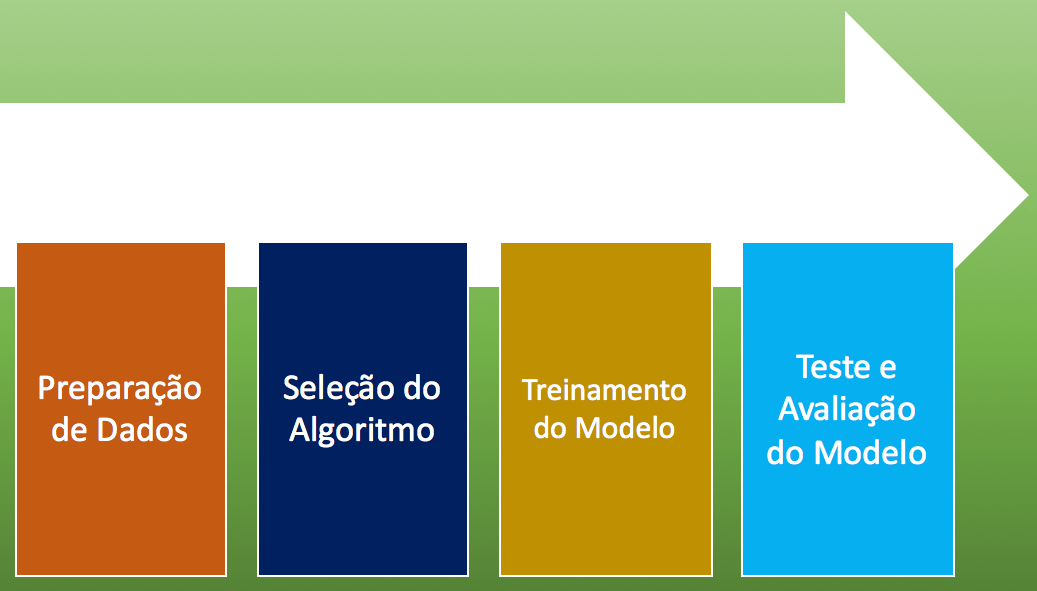 Preparação
de Dados
Seleção do
Algoritmo
Treinamento
do Modelo
Teste e
Avaliação
do Modelo